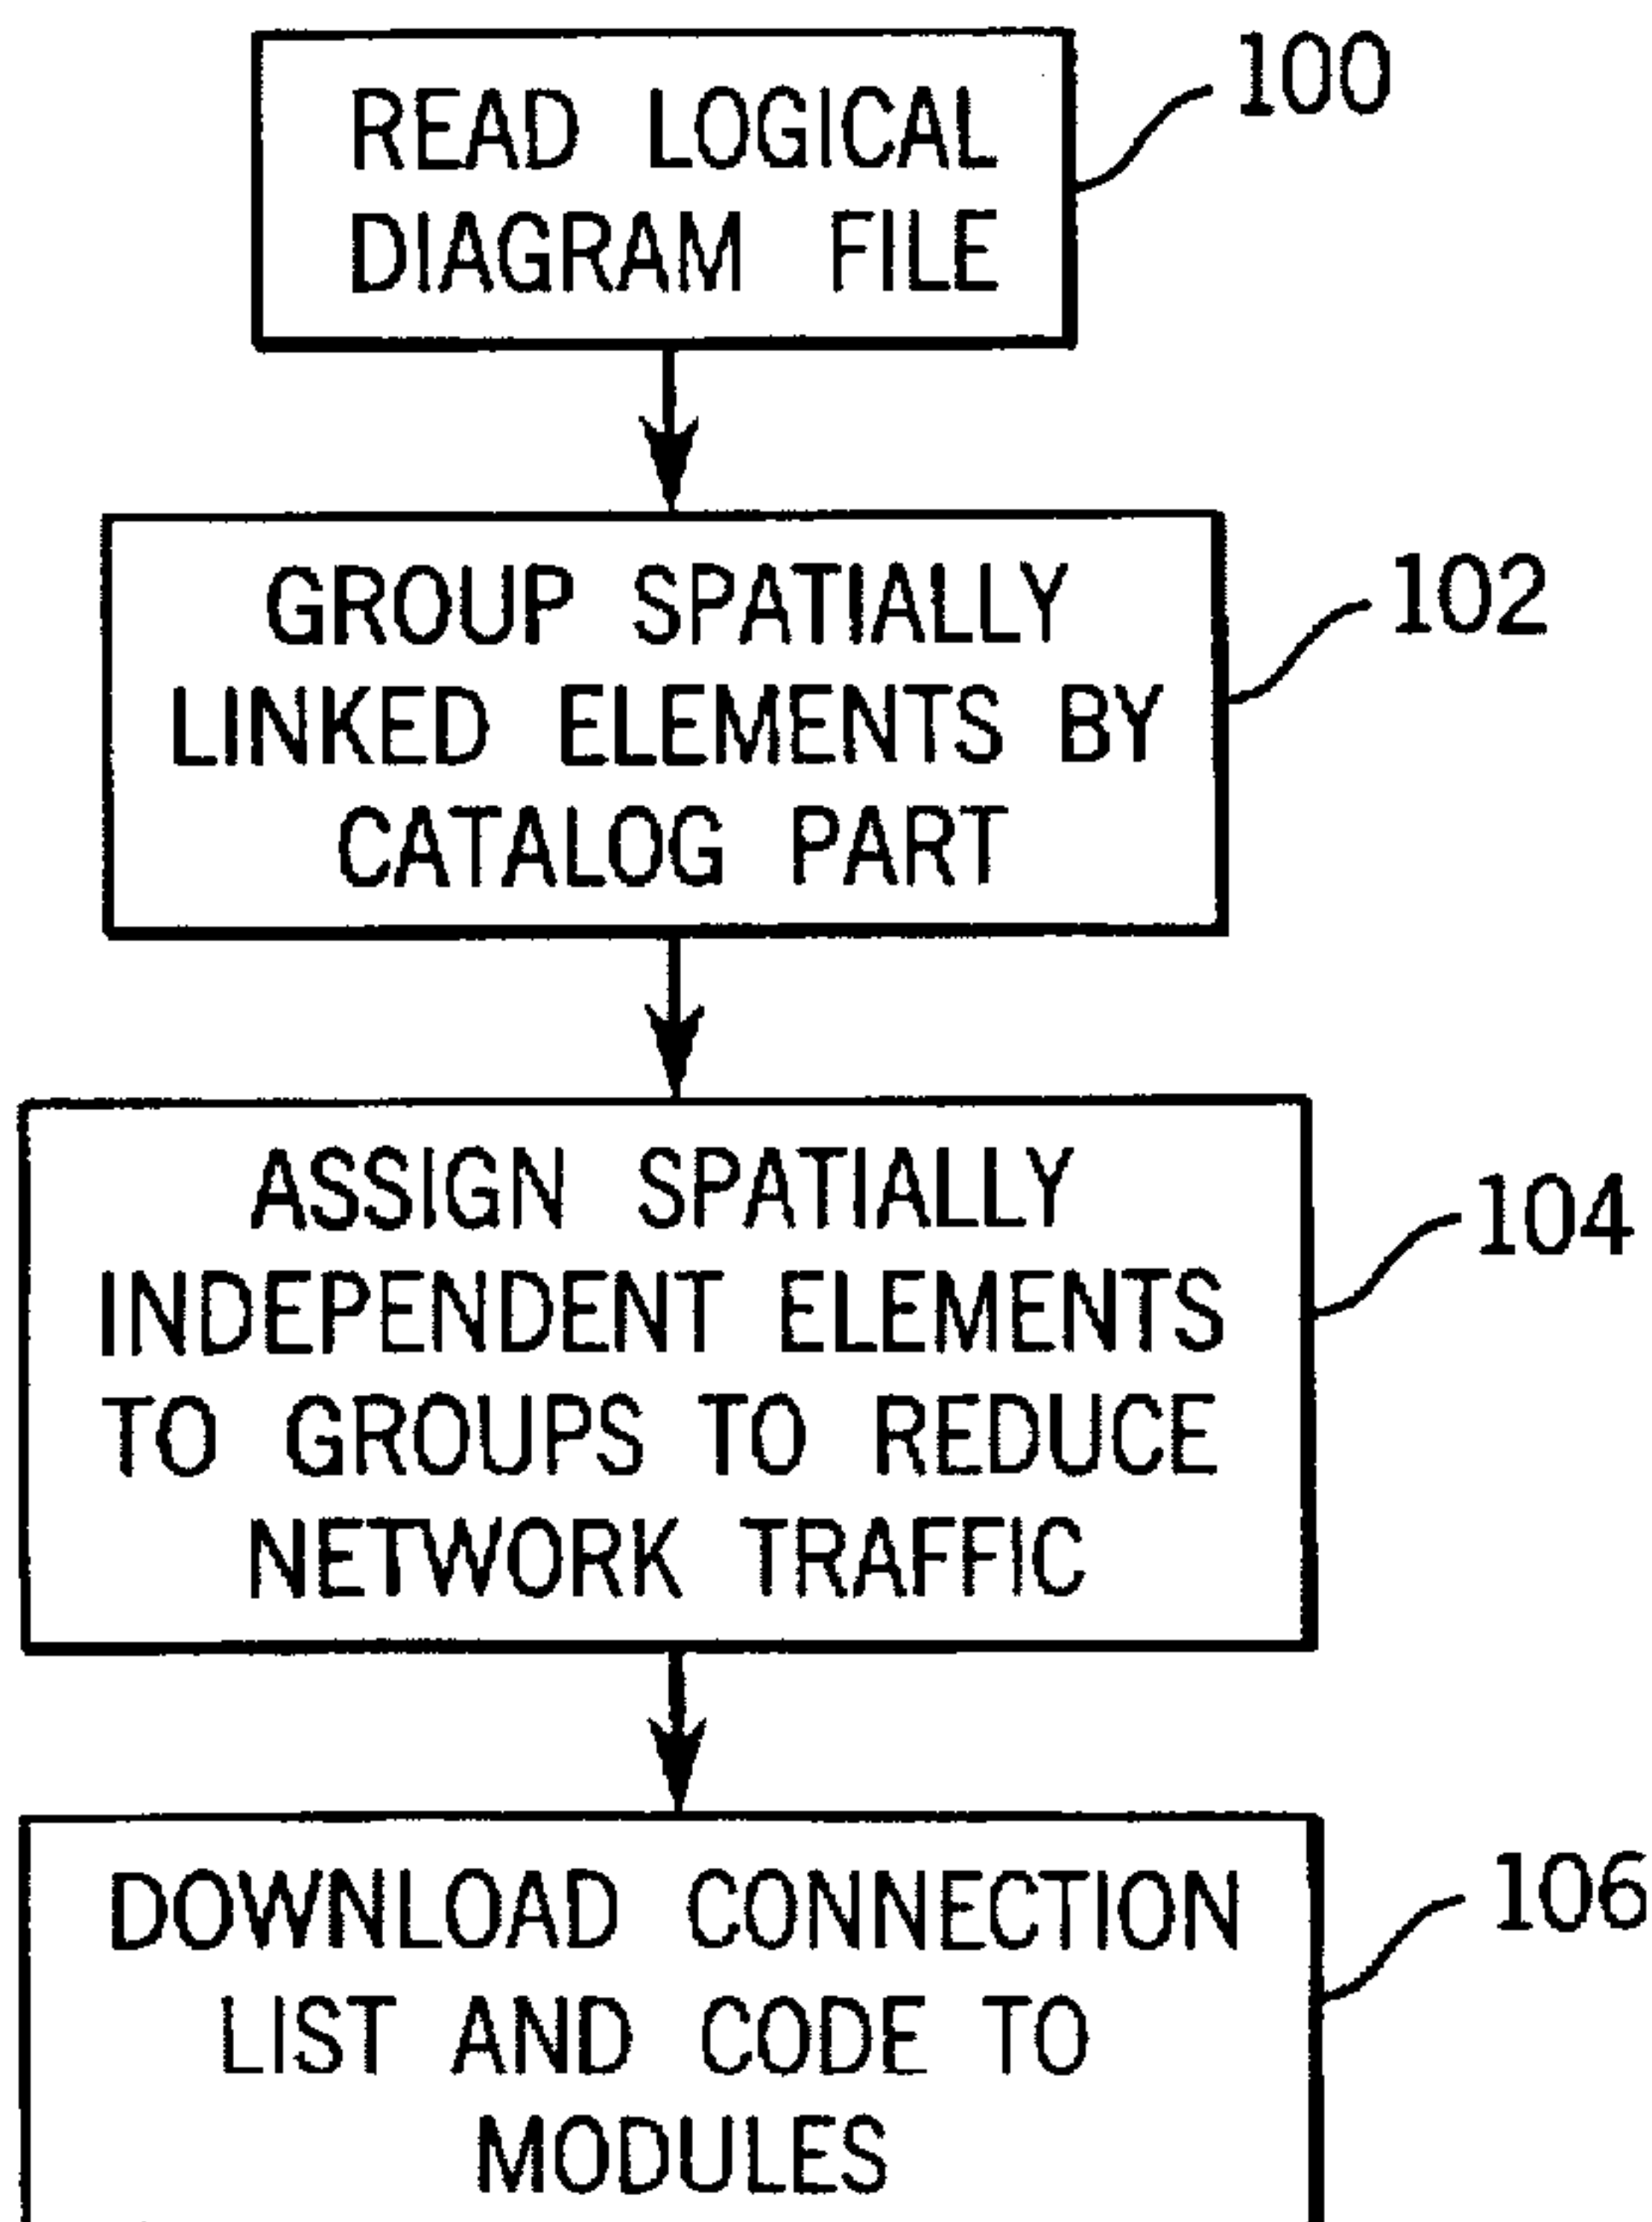 READ LOGICAL
DIAGRAM FILE
100
GROUP SPATIALLY
LINKED ELEMENTS BY
CATALOG PART
102
ASSIGN SPATIALLY
INDEPENDENT ELEMENTS
TO GROUPS TO REDUCE
NETWORK TRAFFIC
104
DOWNLOAD CONNECTION
LIST AND CODE TO
MODULES
106